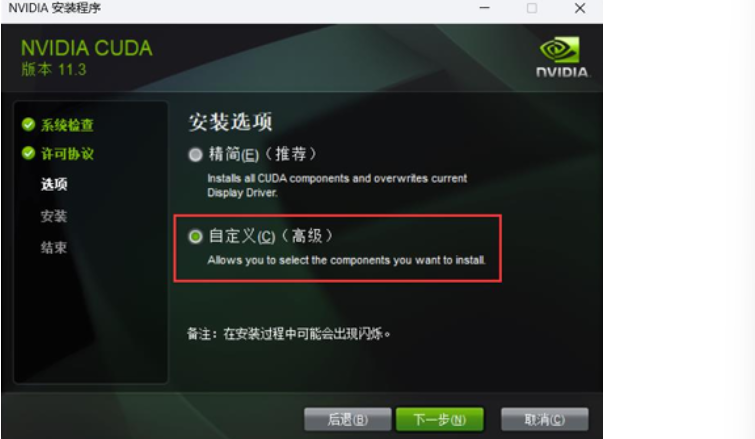 NVIDIA 安装程序
NVIDIA CUDA
版本 11.3
NVIDIA.
系统检查
许可协议
选项
安装
结束
安装选项
精简(E)（推荐）
Installs all CUDA components and overwrites current
Display Driver.
自定义(C)（高级）
Allows you to select the components you want to install.
备注：在安装过程中可能会出现闪烁。
后退(B)
下一步(N)
取消(C)